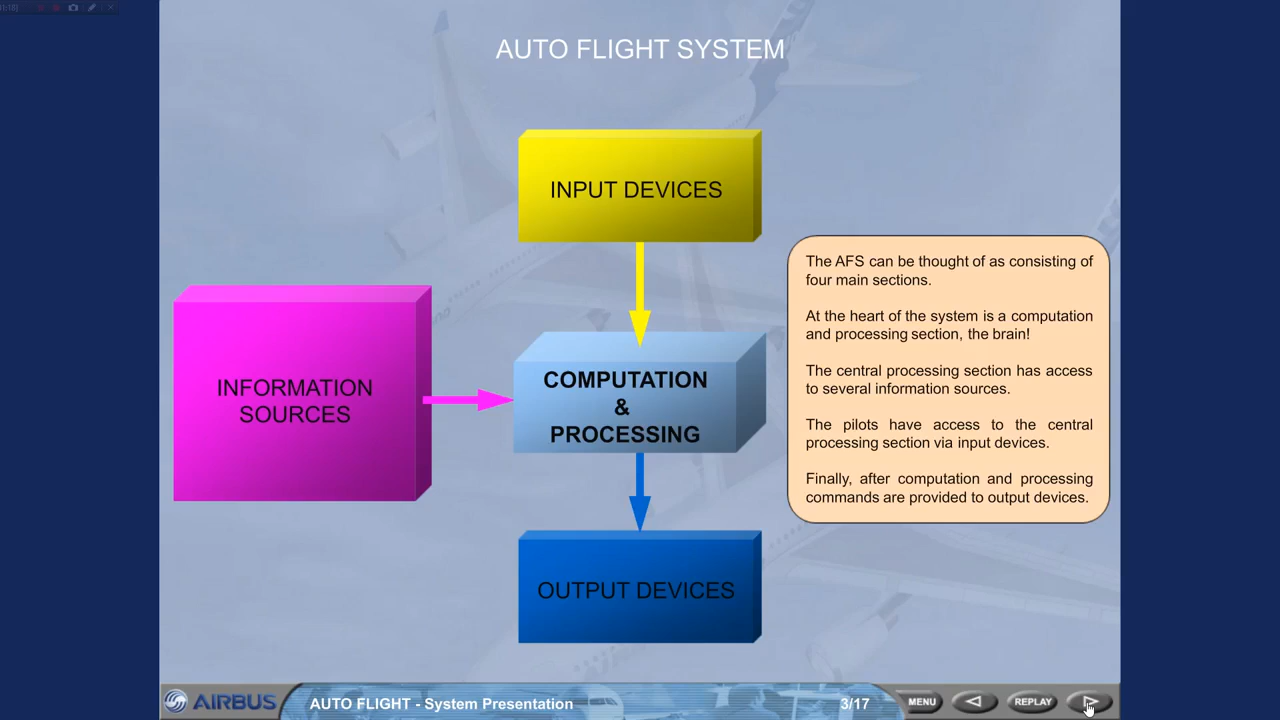 AUTO FLIGHT SYSTEM
INPUT DEVICES
INFORMATION
SOURCES
COMPUTATION
&
PROCESSING
OUTPUT DEVICES
The AFS can be thought of as consisting of
four main sections.
At the heart of the system is a computation
and processing section, the brain!
The central processing section has access
to several information sources.
The pilots have access to the central
processing section via input devices.
Finally, after computation and processing
commands are provided to output devices.
AIRBUS
AUTO FLIGHT - System Presentation
3/17
MENU
REPLAY